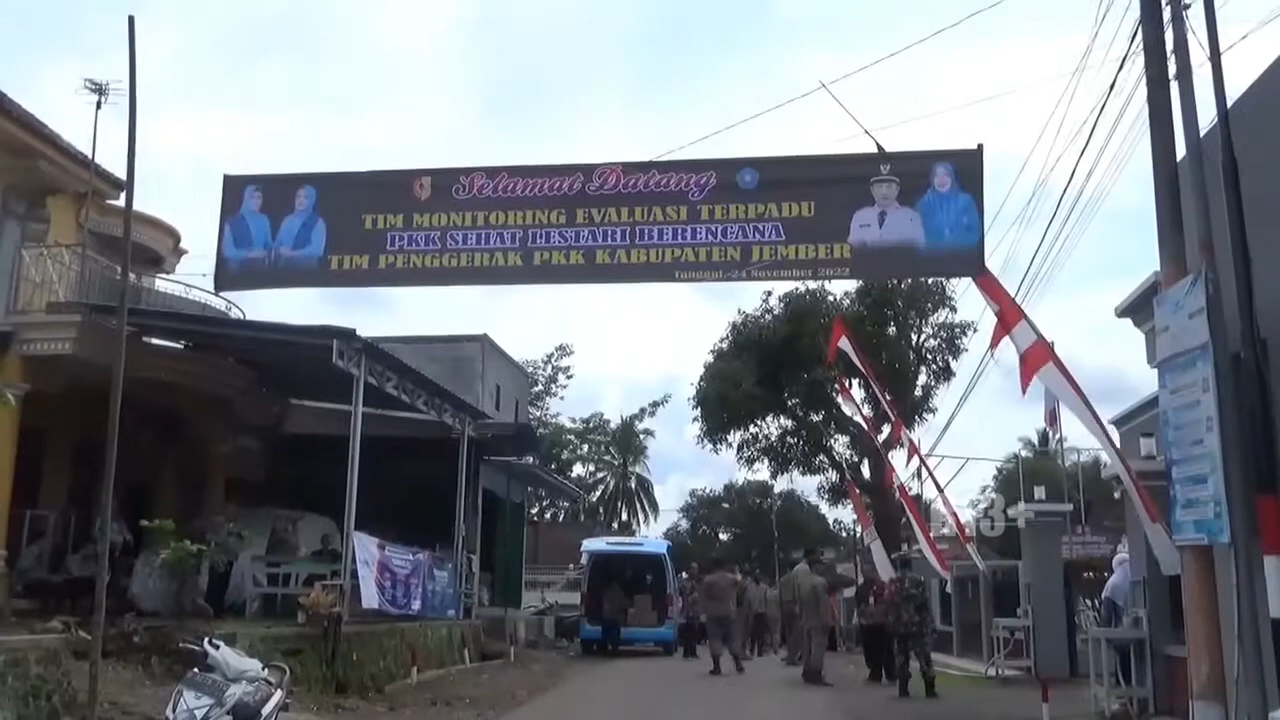 Selamat Datang
TIM MONITORING EVALUASI TERPADU
PKK SEHAT LESTARI BERENCANA
TIM PENGGERAK PKK KABUPATEN JEMBER
Tanggul,-24 November 2022